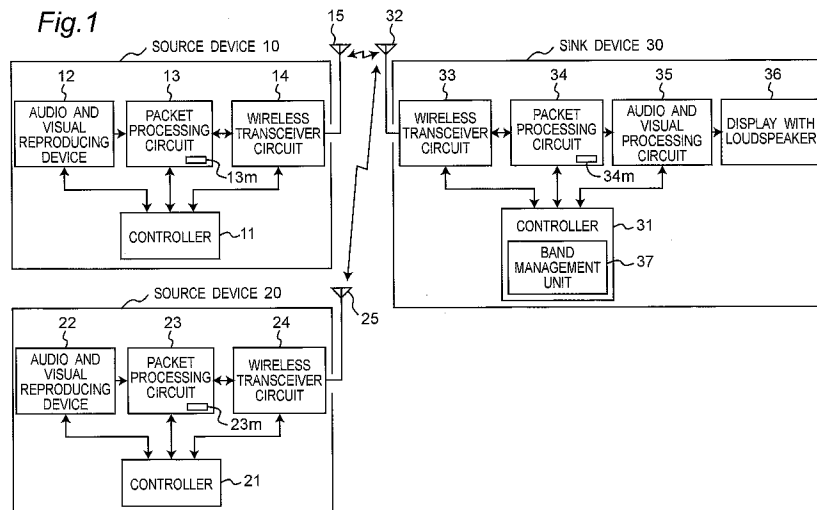 Fig.1
SOURCE DEVICE 10
15
32
SINK DEVICE 30
12
13
14
AUDIO AND
VISUAL
REPRODUCING
DEVICE
PACKET
PROCESSING
CIRCUIT
13m
WIRELESS
TRANSCEIVER
CIRCUIT
CONTROLLER
11
33
34
35
36
WIRELESS
TRANSCEIVER
CIRCUIT
PACKET
PROCESSING
CIRCUIT
34m
AUDIO AND
VISUAL
PROCESSING
CIRCUIT
DISPLAY WITH
LOUDSPEAKER
CONTROLLER
31
BAND
MANAGEMENT
UNIT
37
SOURCE DEVICE 20
25
22
23
24
AUDIO AND
VISUAL
REPRODUCING
DEVICE
PACKET
PROCESSING
CIRCUIT
23m
WIRELESS
TRANSCEIVER
CIRCUIT
CONTROLLER
21